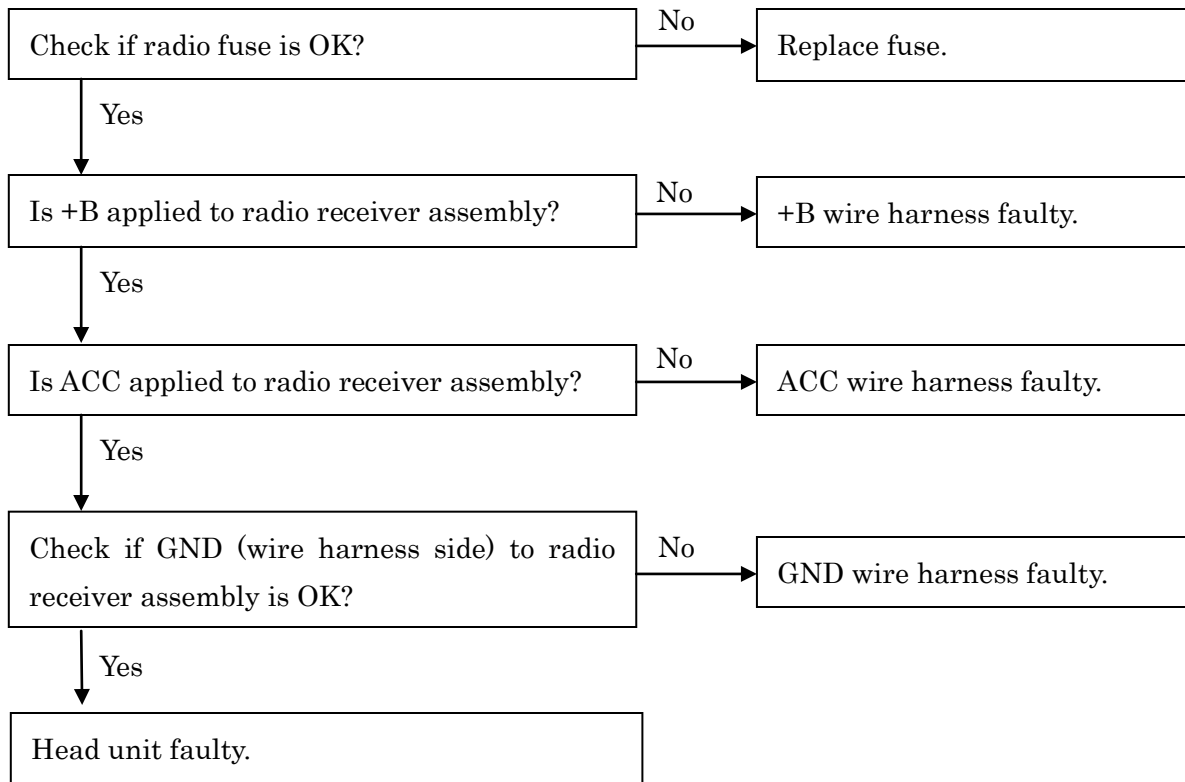 Check if radio fuse is OK?
No
Replace fuse.
Yes
Is +B applied to radio receiver assembly?
No
+B wire harness faulty.
Yes
Is ACC applied to radio receiver assembly?
No
ACC wire harness faulty.
Yes
Check if GND (wire harness side) to radio
receiver assembly is OK?
No
GND wire harness faulty.
Yes
Head unit faulty.